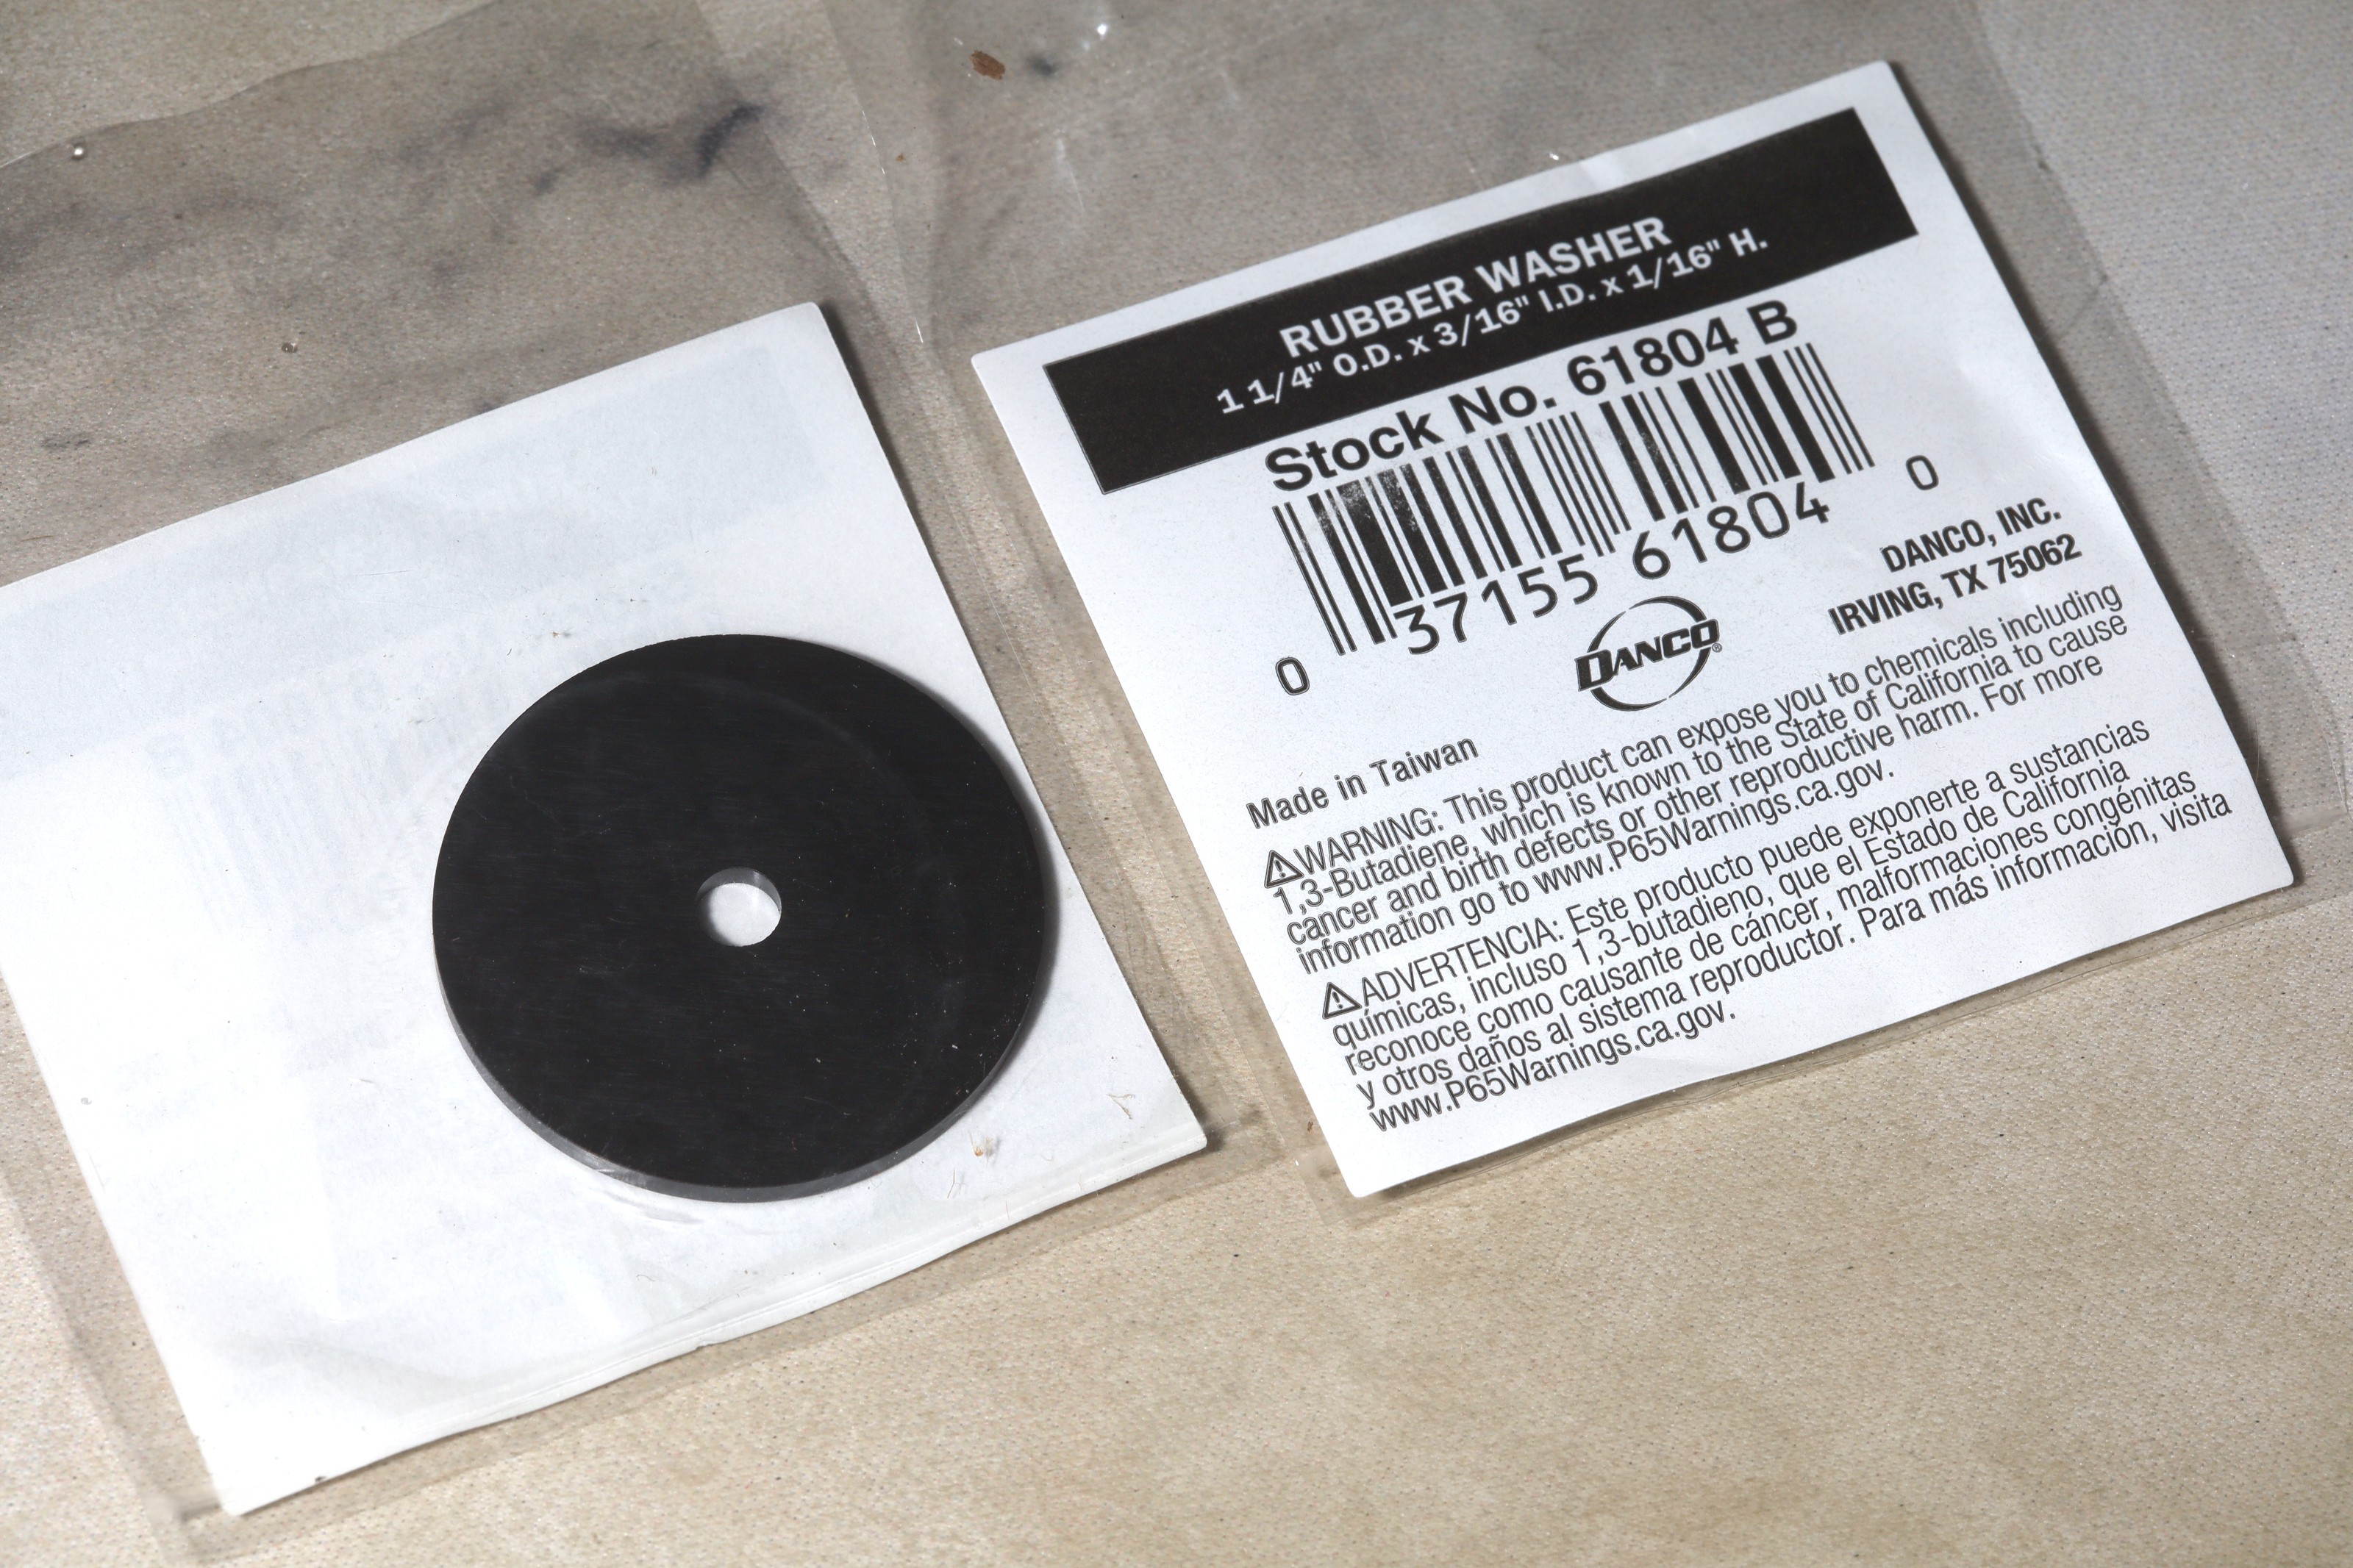 RUBBER WASHER
1 1/4" O.D. x 3/16" I.D. x 1/16" H.
Stock No. 61804 B
0 37155 61804 0
DANCO, INC.
IRVING, TX 75062
DANCO®
Made in Taiwan
⚠WARNING: This product can expose you to chemicals including
1,3-Butadiene, which is known to the State of California to cause
cancer and birth defects or other reproductive harm. For more
information go to www.P65Warnings.ca.gov.
⚠ADVERTENCIA: Este producto puede exponerte a sustancias
químicas, incluso 1,3-butadieno, que el Estado de California
reconoce como causante de cáncer, malformaciones congénitas
y otros daños al sistema reproductor. Para más información, visita
www.P65Warnings.ca.gov.